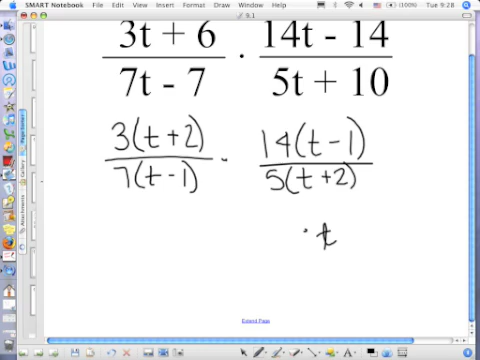 SMART Notebook File Edit View Insert Format Draw Window Help (100%) Tue 9:28
9.1
3t + 6 14t - 14
— · —
7t - 7 5t + 10
3(t+2) 14(t-1)
— · —
7(t-1) 5(t+2)
· t
Extend Page